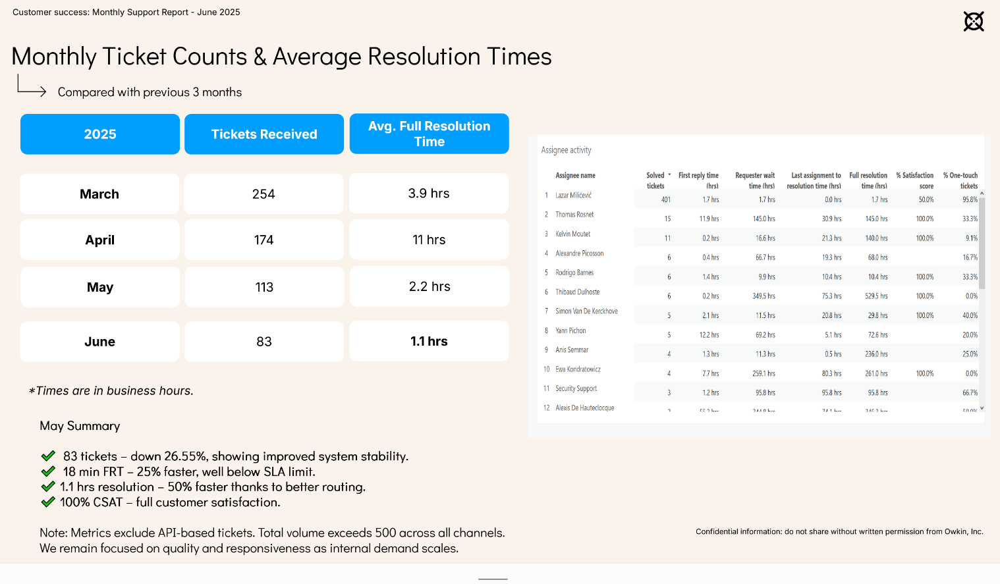 Customer success: Monthly Support Report - June 2025
Monthly Ticket Counts & Average Resolution Times
Compared with previous 3 months
2025 Tickets Received Avg. Full Resolution
Time
March 254 3.9 hrs
April 174 11 hrs
May 113 2.2 hrs
June 83 1.1 hrs
*Times are in business hours.
May Summary
83 tickets – down 26.55%, showing improved system stability.
18 min FRT – 25% faster, well below SLA limit.
1.1 hrs resolution – 50% faster thanks to better routing.
100% CSAT – full customer satisfaction.
Note: Metrics exclude API-based tickets. Total volume exceeds 500 across all channels.
We remain focused on quality and responsiveness as internal demand scales.
Assignee activity
Assignee name Solved First reply time Requester wait Last assignment to Full resolution % Satisfaction % One-touch
tickets (hrs) time (hrs) resolution time (hrs) time (hrs) score tickets
1 Lazar Milićević 401 1.7 hrs 1.7 hrs 0.0 hrs 1.7 hrs 50.0% 95.8%
2 Thomas Rosnet 15 11.9 hrs 145.0 hrs 30.9 hrs 145.0 hrs 100.0% 33.3%
3 Kelvin Moutet 11 0.2 hrs 16.6 hrs 21.3 hrs 140.0 hrs 100.0% 9.1%
4 Alexandre Picosson 6 0.4 hrs 66.7 hrs 19.3 hrs 68.0 hrs 16.7%
5 Rodrigo Barnes 6 1.4 hrs 9.9 hrs 10.4 hrs 10.4 hrs 100.0% 33.3%
6 Thibaud Dulhoste 6 0.2 hrs 349.5 hrs 75.3 hrs 529.5 hrs 100.0% 0.0%
7 Simon Van De Kerckhove 5 2.1 hrs 11.5 hrs 20.8 hrs 29.8 hrs 100.0% 40.0%
8 Yann Pichon 5 12.2 hrs 69.2 hrs 5.1 hrs 72.6 hrs 20.0%
9 Anis Semmar 4 1.3 hrs 11.3 hrs 0.5 hrs 236.0 hrs 25.0%
10 Ewa Kondratowicz 4 7.7 hrs 259.1 hrs 80.3 hrs 261.0 hrs 100.0% 0.0%
11 Security Support 3 1.2 hrs 95.8 hrs 95.8 hrs 95.8 hrs 66.7%
12 Alexis De Hauteclocque
Confidential information: do not share without written permission from Owkin, Inc.